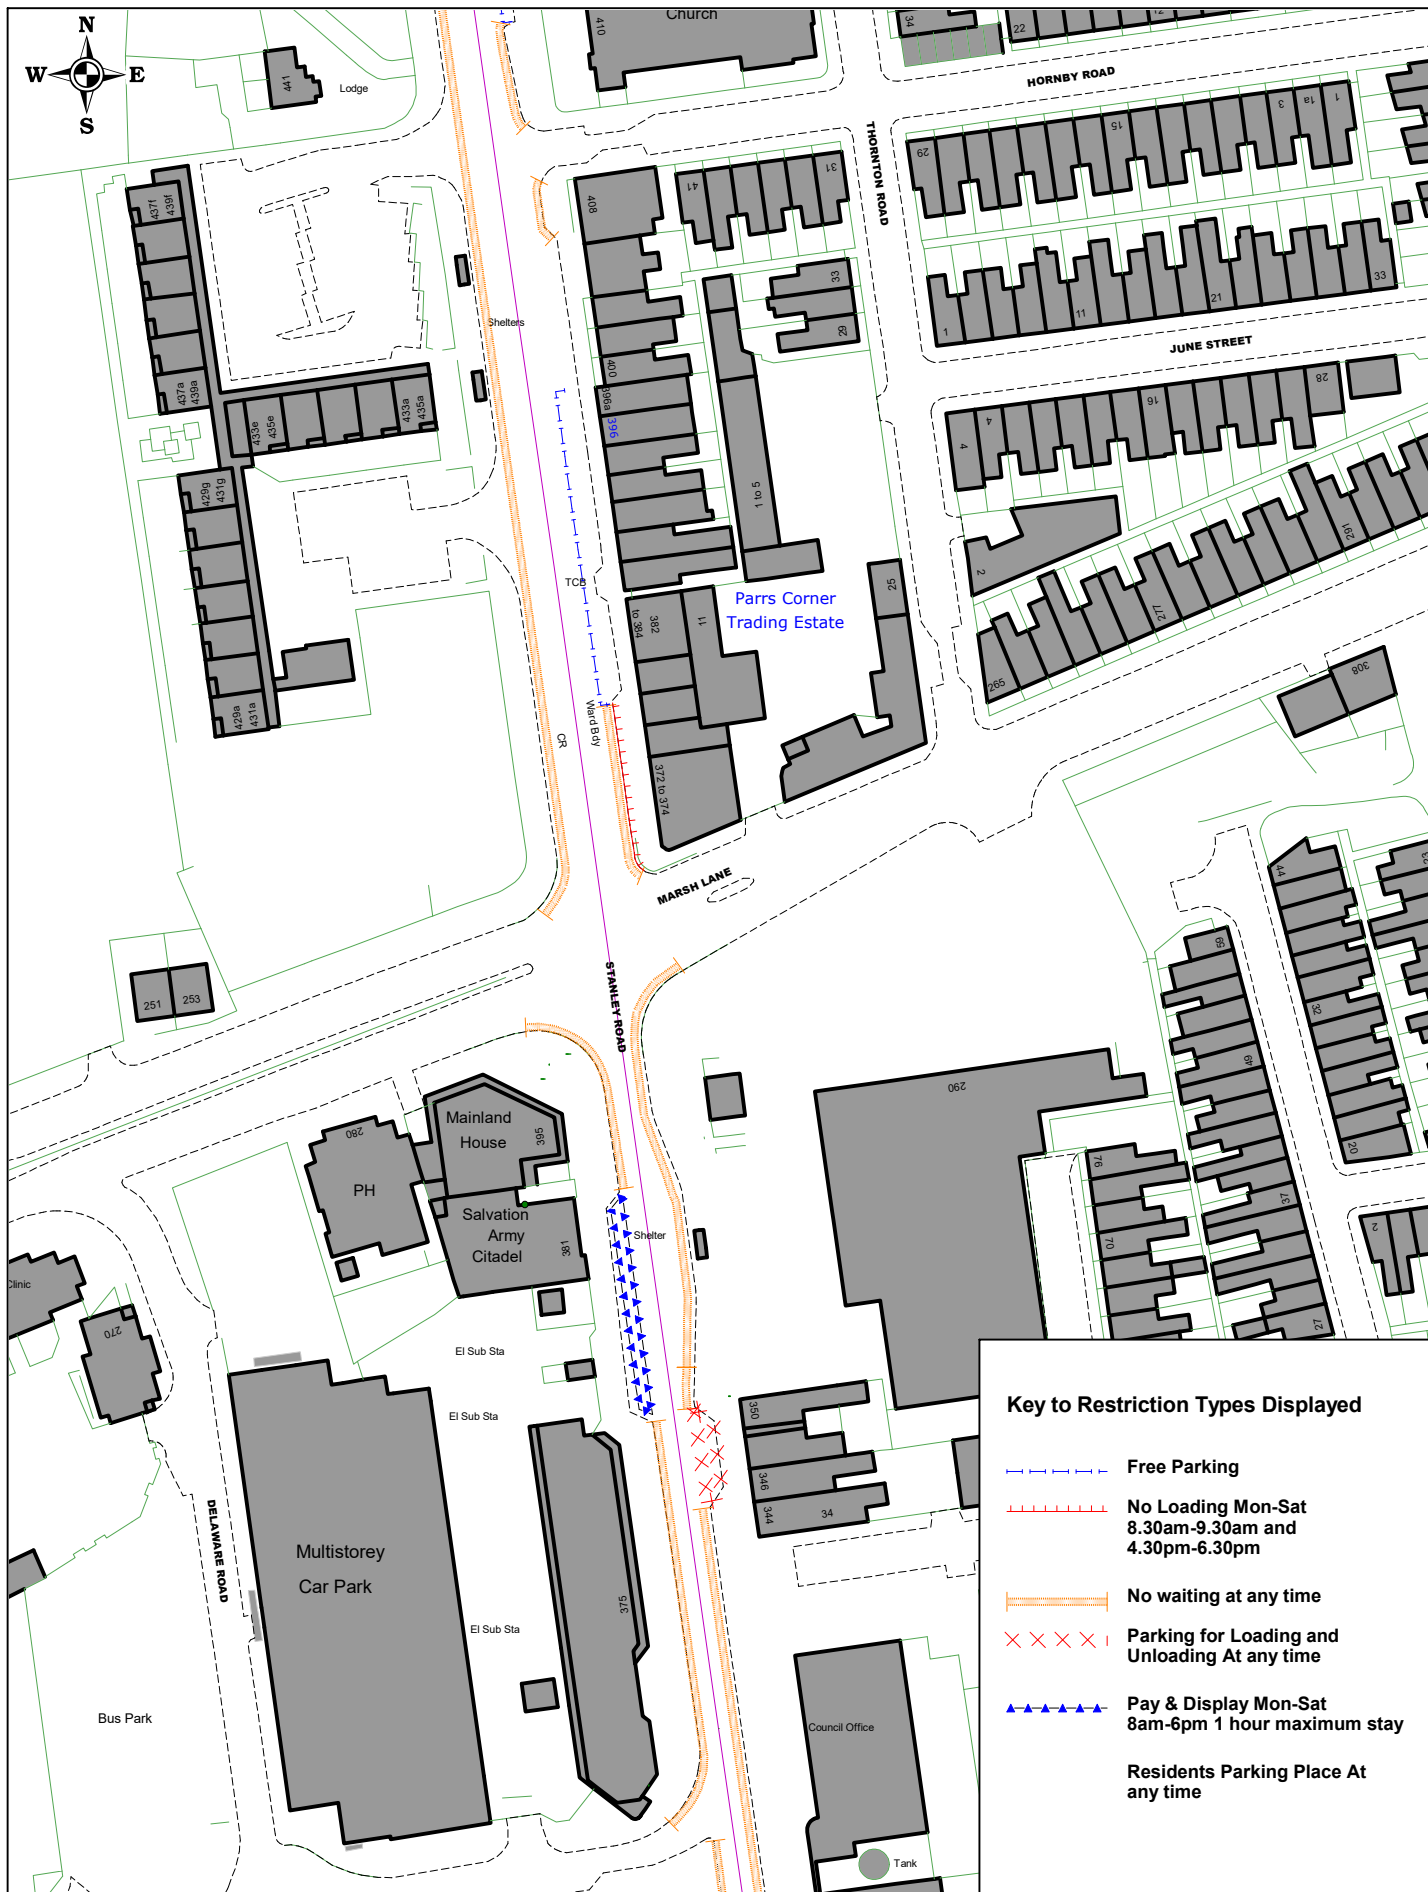 N
W
E
S
441
Lodge
410
Church
34
22
HORNBY ROAD
29
15
3
1a
1
THORNTON ROAD
437f
439f
408
41
31
Shelters
33
29
1
11
21
33
JUNE STREET
437a
439a
433e
435e
433a
435a
400
396a
396
1 to 5
4
4
16
28
429g
431g
TCB
Parrs Corner
Trading Estate
25
2
277
291
265
308
382
to 384
11
429a
431a
CR
Ward Bdy
372 to 374
MARSH LANE
44
23
251
253
STANLEY ROAD
59
32
49
20
290
Mainland
House
395
280
PH
Salvation
Army
Citadel
381
Shelter
76
70
37
2
27
Clinic
270
El Sub Sta
El Sub Sta
350
346
344
34
DELAWARE ROAD
Multistorey
Car Park
375
El Sub Sta
Bus Park
Council Office
Tank
Key to Restriction Types Displayed
Free Parking
No Loading Mon-Sat
8.30am-9.30am and
4.30pm-6.30pm
No waiting at any time
Parking for Loading and
Unloading At any time
Pay & Display Mon-Sat
8am-6pm 1 hour maximum stay
Residents Parking Place At
any time